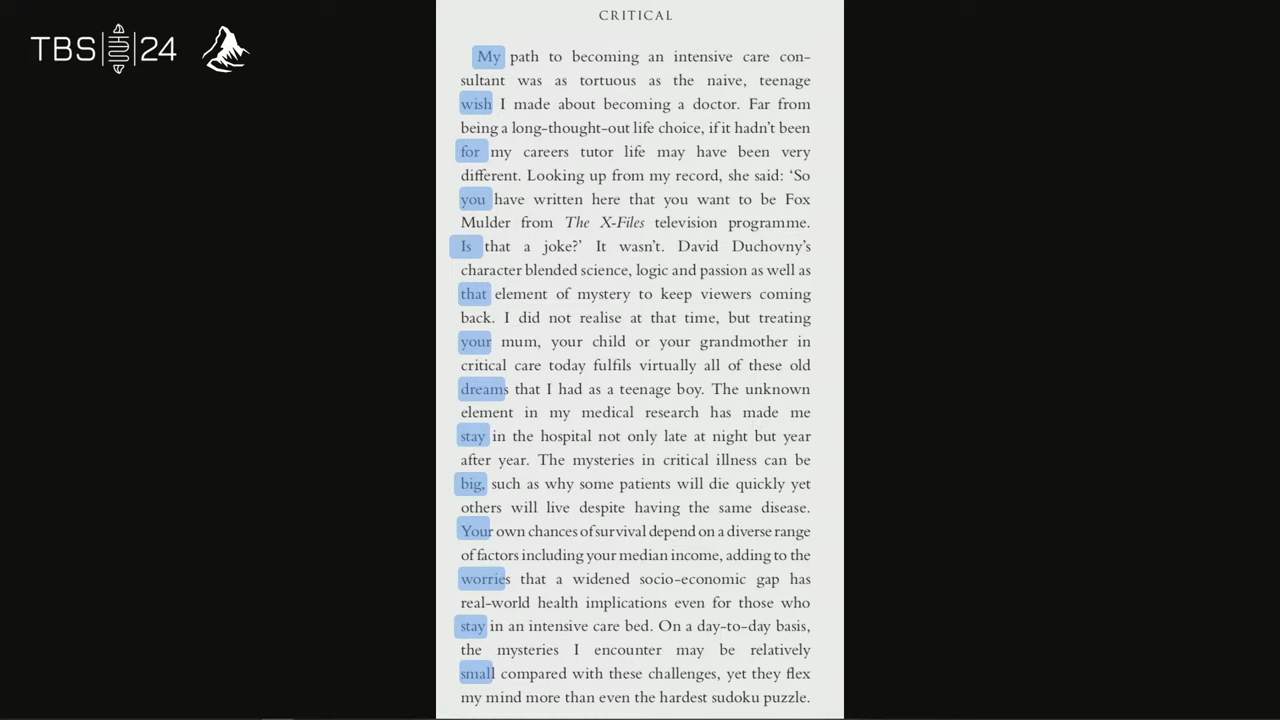 TBS 24
CRITICAL
My path to becoming an intensive care con-
sultant was as tortuous as the naive, teenage
wish I made about becoming a doctor. Far from
being a long-thought-out life choice, if it hadn't been
for my careers tutor life may have been very
different. Looking up from my record, she said: ‘So
you have written here that you want to be Fox
Mulder from The X-Files television programme.
Is that a joke?’ It wasn't. David Duchovny's
character blended science, logic and passion as well as
that element of mystery to keep viewers coming
back. I did not realise at that time, but treating
your mum, your child or your grandmother in
critical care today fulfils virtually all of these old
dreams that I had as a teenage boy. The unknown
element in my medical research has made me
stay in the hospital not only late at night but year
after year. The mysteries in critical illness can be
big, such as why some patients will die quickly yet
others will live despite having the same disease.
Your own chances of survival depend on a diverse range
of factors including your median income, adding to the
worries that a widened socio-economic gap has
real-world health implications even for those who
stay in an intensive care bed. On a day-to-day basis,
the mysteries I encounter may be relatively
small compared with these challenges, yet they flex
my mind more than even the hardest sudoku puzzle.